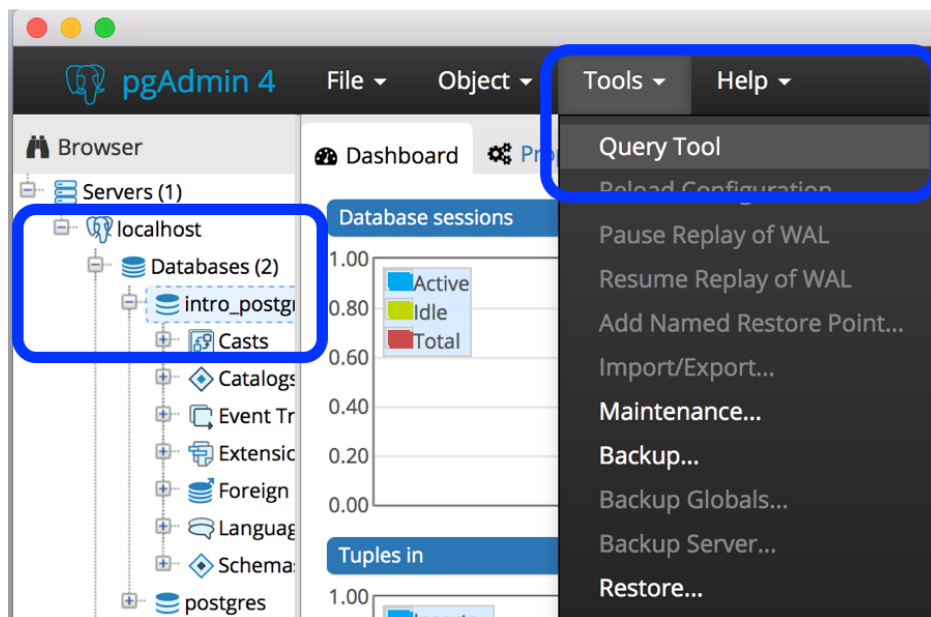 pgAdmin 4 File Object Tools Help
Browser
Servers (1)
localhost
Databases (2)
intro_postgr
Casts
Catalogs
Event Tr
Extensio
Foreign
Languag
Schema
postgres
Dashboard
Database sessions
1.00
0.80
0.60
0.40
0.20
0.00
Active
Idle
Total
Tuples in
1.00
Query Tool
Reload Configuration
Pause Replay of WAL
Resume Replay of WAL
Add Named Restore Point...
Import/Export...
Maintenance...
Backup...
Backup Globals...
Backup Server...
Restore...